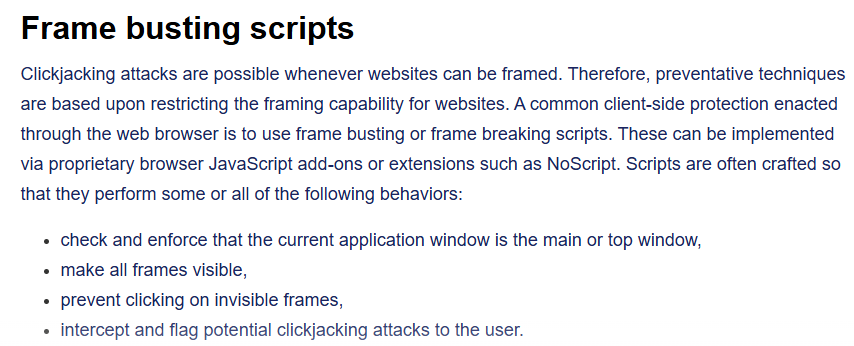 Frame busting scripts
Clickjacking attacks are possible whenever websites can be framed. Therefore, preventative techniques
are based upon restricting the framing capability for websites. A common client-side protection enacted
through the web browser is to use frame busting or frame breaking scripts. These can be implemented
via proprietary browser JavaScript add-ons or extensions such as NoScript. Scripts are often crafted so
that they perform some or all of the following behaviors:
• check and enforce that the current application window is the main or top window,
• make all frames visible,
• prevent clicking on invisible frames,
• intercept and flag potential clickjacking attacks to the user.